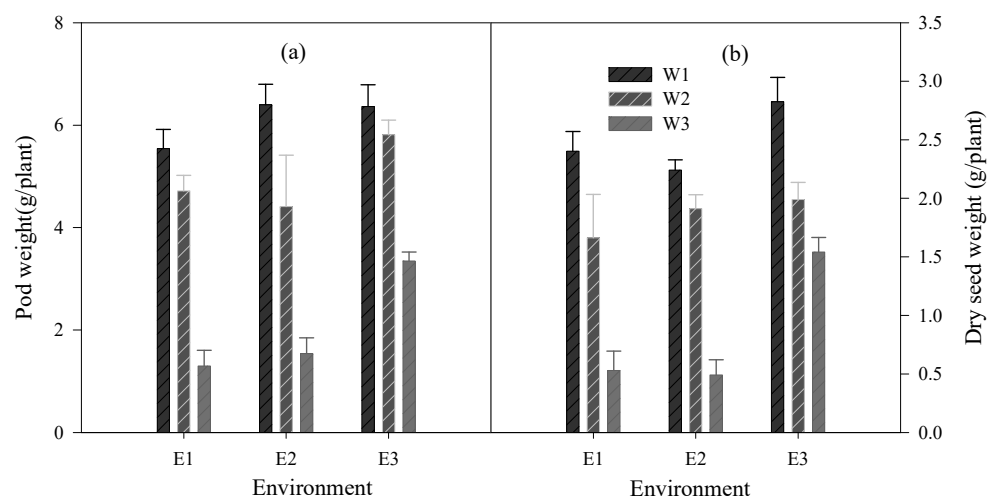 Pod weight(g/plant)
8
6
4
2
0
(a)
E1
E2
E3
Environment
(b)
W1
W2
W3
E1
E2
E3
Environment
3.5
3.0
2.5
2.0
1.5
1.0
0.5
0.0
Dry seed weight (g/plant)